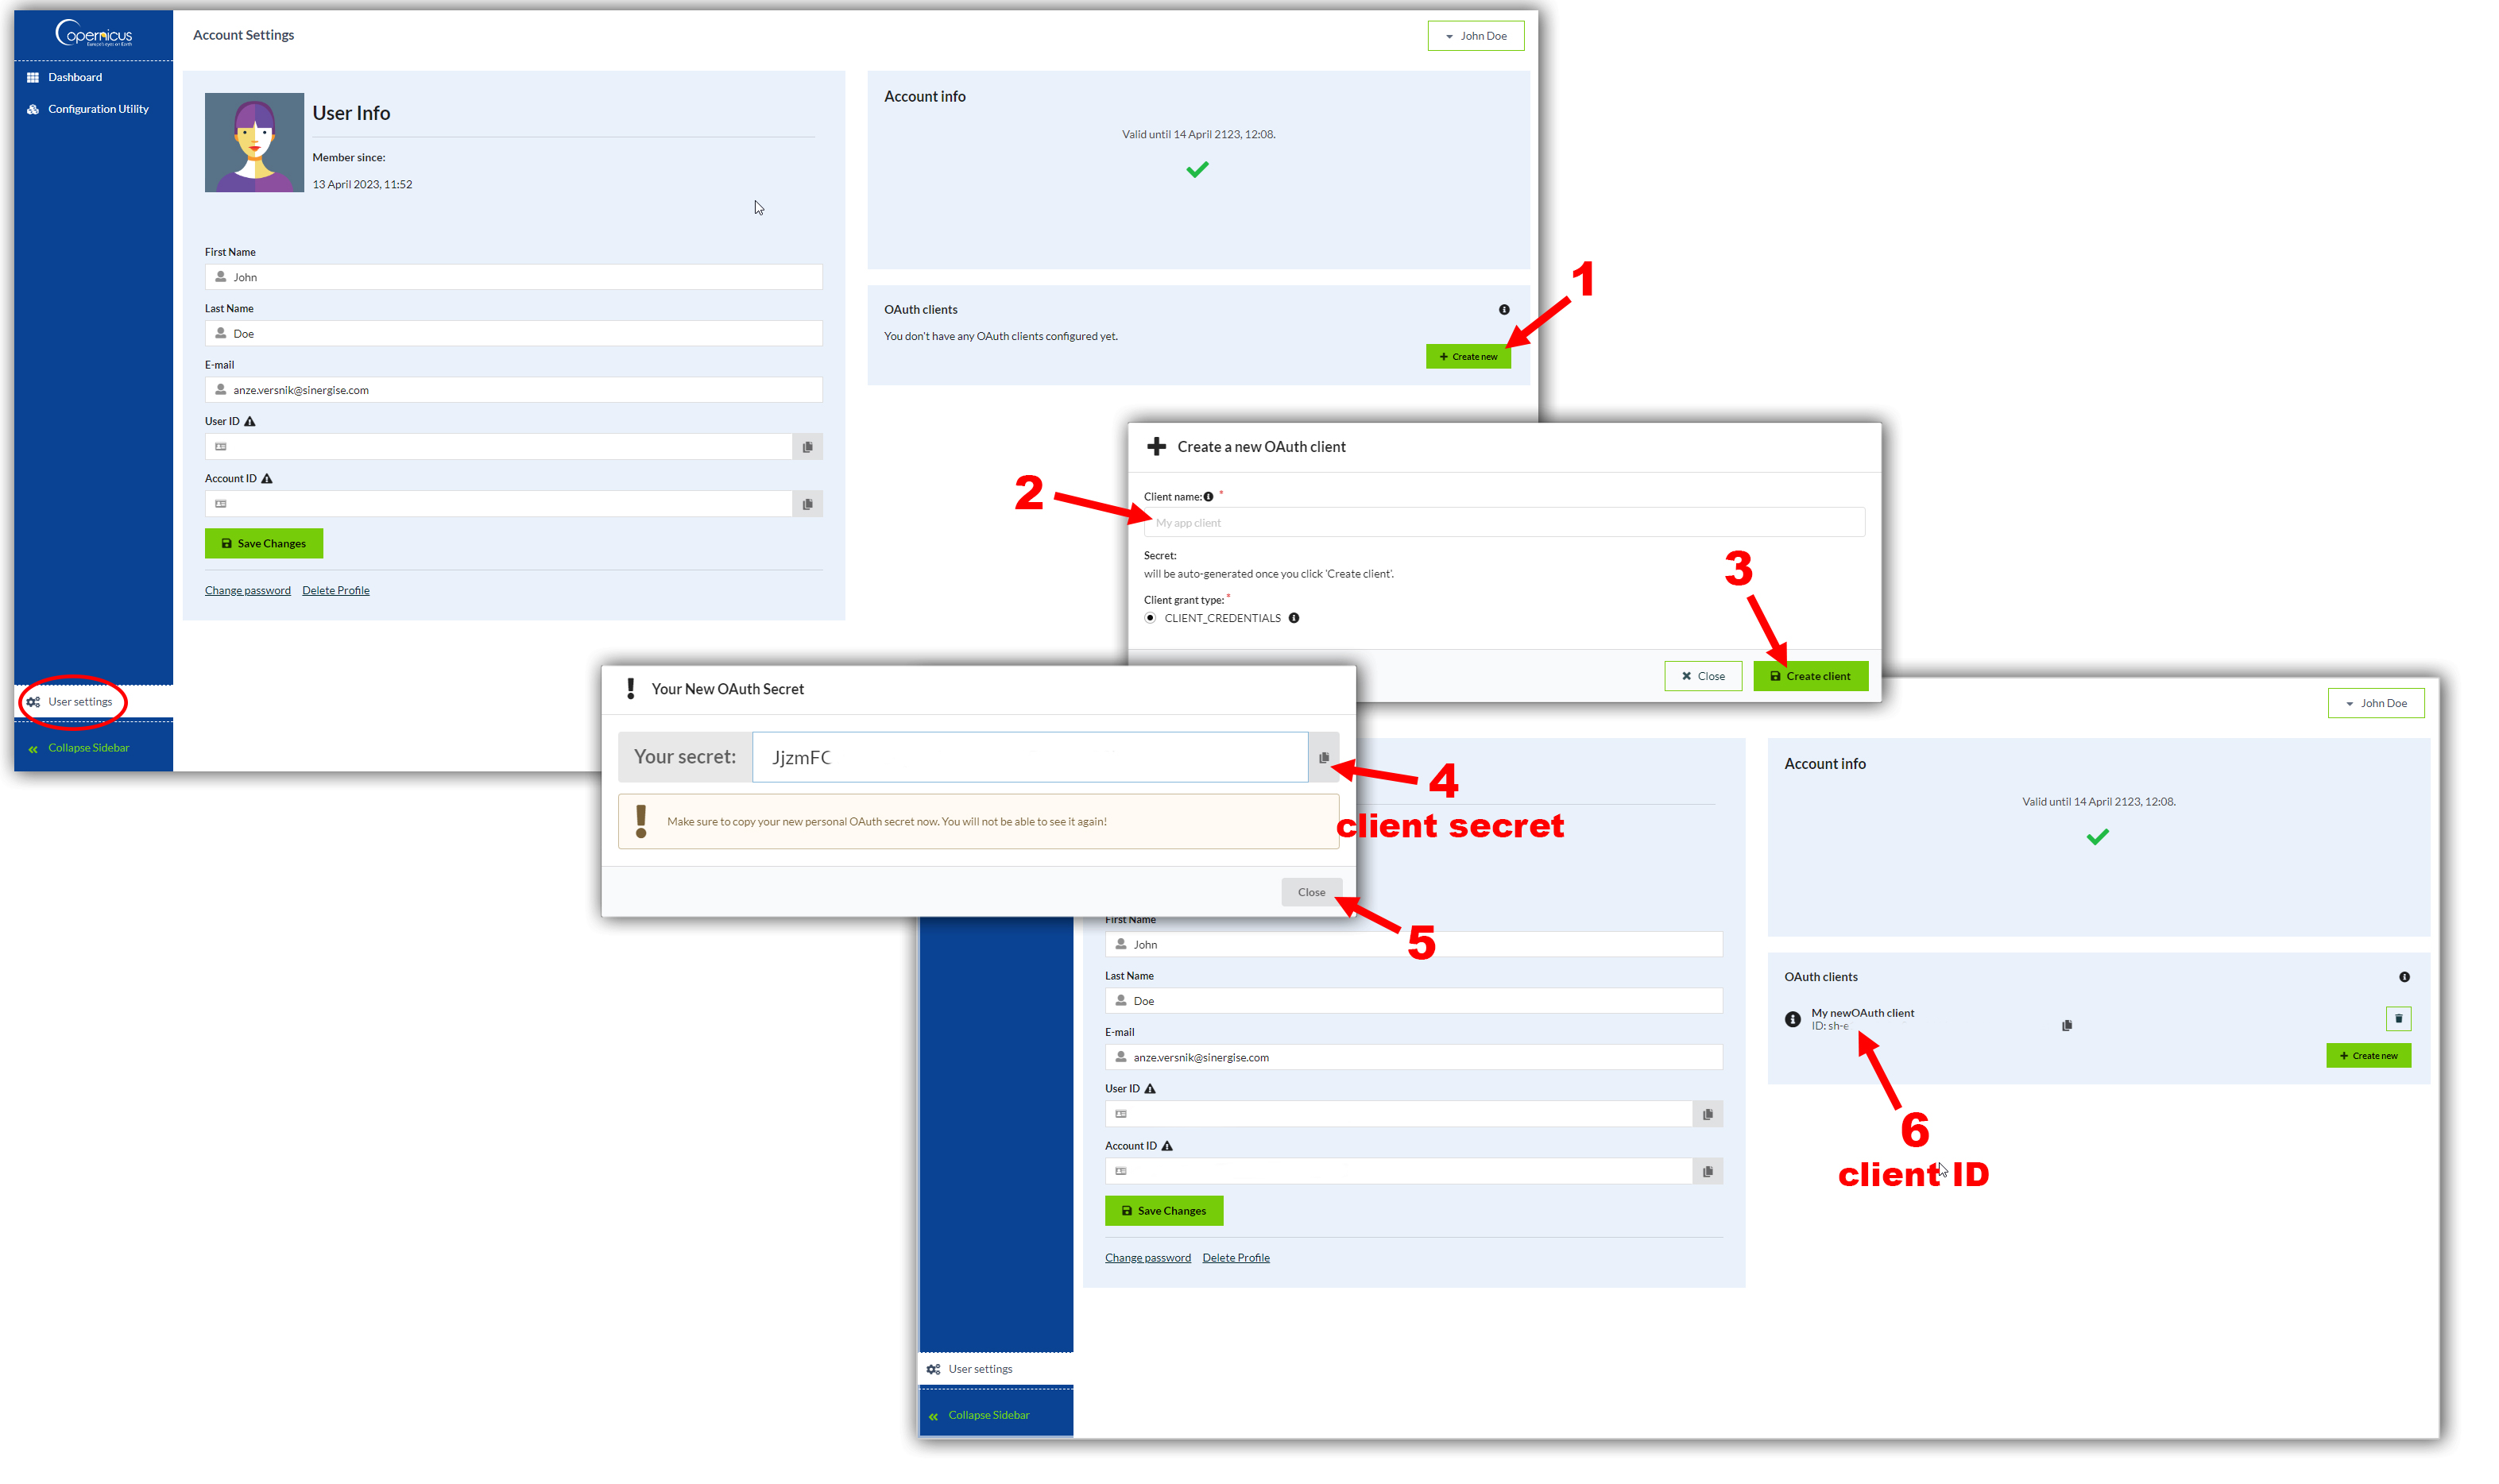 Copernicus
Europe's eyes on Earth
Account Settings
John Doe
Dashboard
Configuration Utility
User Info
Member since:
13 April 2023, 11:52
First Name
John
Last Name
Doe
E-mail
anze.versnik@sinergise.com
User ID
Account ID
Save Changes
Change password Delete Profile
User settings
Collapse Sidebar
Account info
Valid until 14 April 2123, 12:08.
OAuth clients
You don't have any OAuth clients configured yet.
Create new
1
Create a new OAuth client
Client name: *
My app client
2
Secret:
will be auto-generated once you click 'Create client'.
Client grant type: *
CLIENT_CREDENTIALS
3
Close
Create client
Your New OAuth Secret
Your secret: JjzmFC
4
client secret
Make sure to copy your new personal OAuth secret now. You will not be able to see it again!
Close
5
John Doe
First Name
John
Last Name
Doe
E-mail
anze.versnik@sinergise.com
User ID
Account ID
Save Changes
Change password Delete Profile
User settings
Collapse Sidebar
Account info
Valid until 14 April 2123, 12:08.
OAuth clients
My newOAuth client
ID: sh-e
Create new
6
client ID